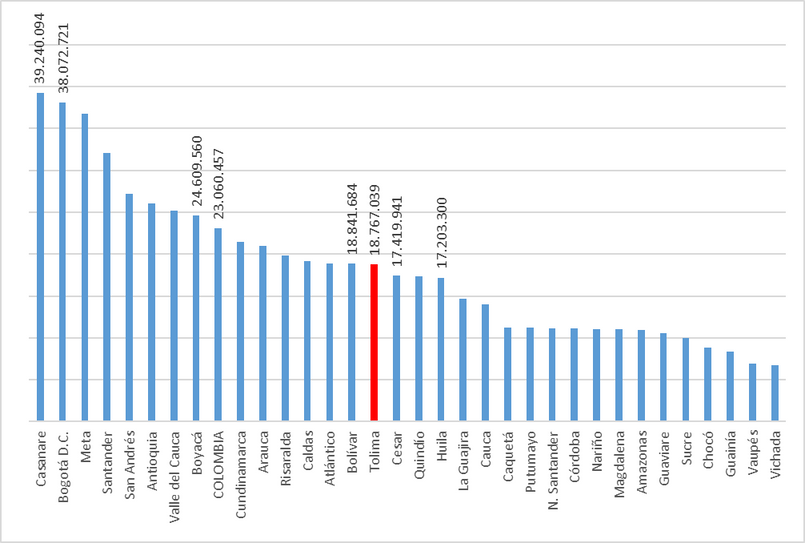 39.240.094
38.072.721
24.609.560
23.060.457
18.841.684
18.767.039
17.419.941
17.203.300
Casanare
Bogotá D.C.
Meta
Santander
San Andrés
Antioquia
Valle del Cauca
Boyacá
COLOMBIA
Cundinamarca
Arauca
Risaralda
Caldas
Atlántico
Bolívar
Tolima
Cesar
Quindío
Huila
La Guajira
Cauca
Caquetá
Putumayo
N. Santander
Córdoba
Nariño
Magdalena
Amazonas
Guaviare
Sucre
Chocó
Guainía
Vaupés
Vichada